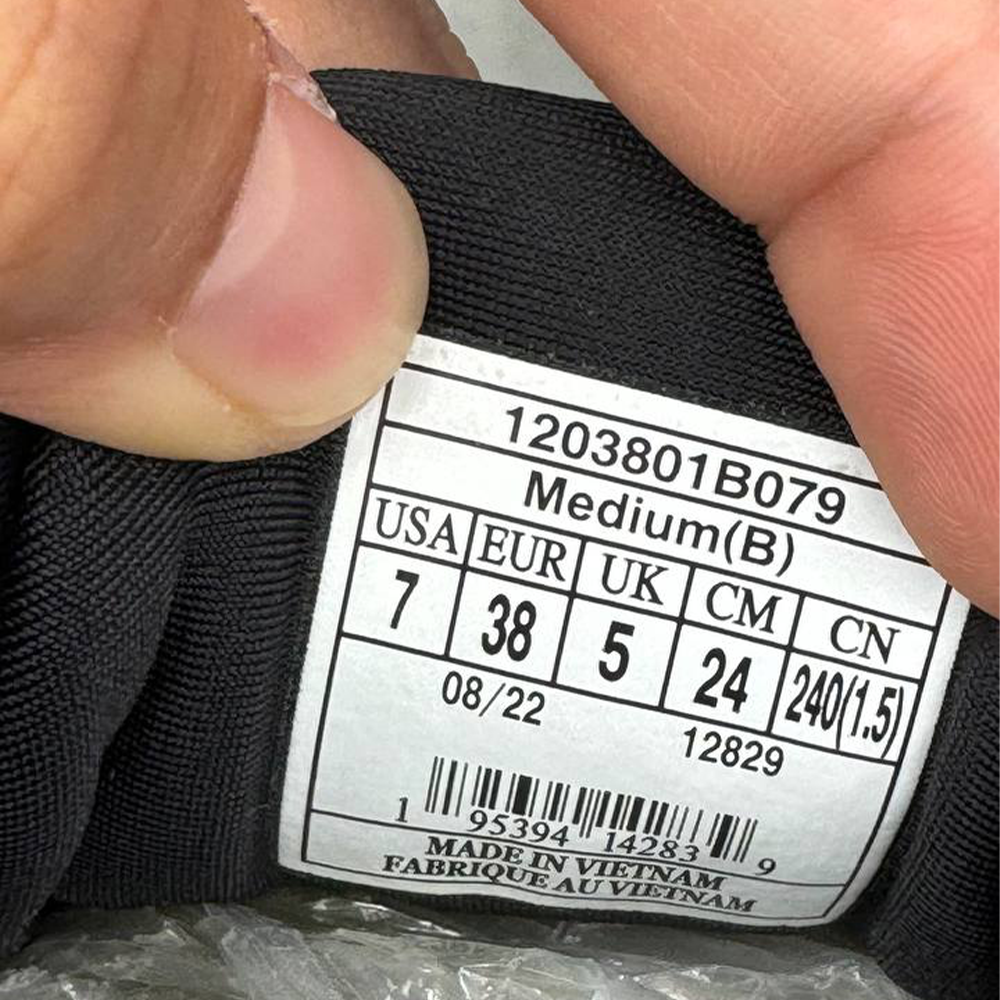 1203801B079
Medium(B)
USA EUR UK CM CN
7 38 5 24 240(1.5)
08/22
12829
1 95394 14283 9
MADE IN VIETNAM
FABRIQUE AU VIETNAM